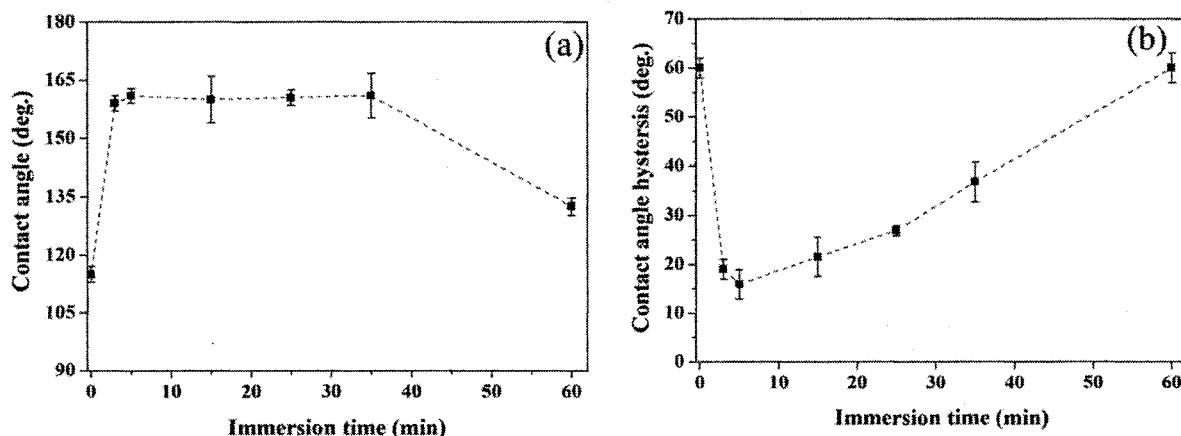 (a)
Contact angle (deg.)
180
165
150
135
120
105
90
0 10 20 30 40 50 60
Immersion time (min)
(b)
Contact angle hystersis (deg.)
70
60
50
40
30
20
10
0
0 10 20 30 40 50 60
Immersion time (min)